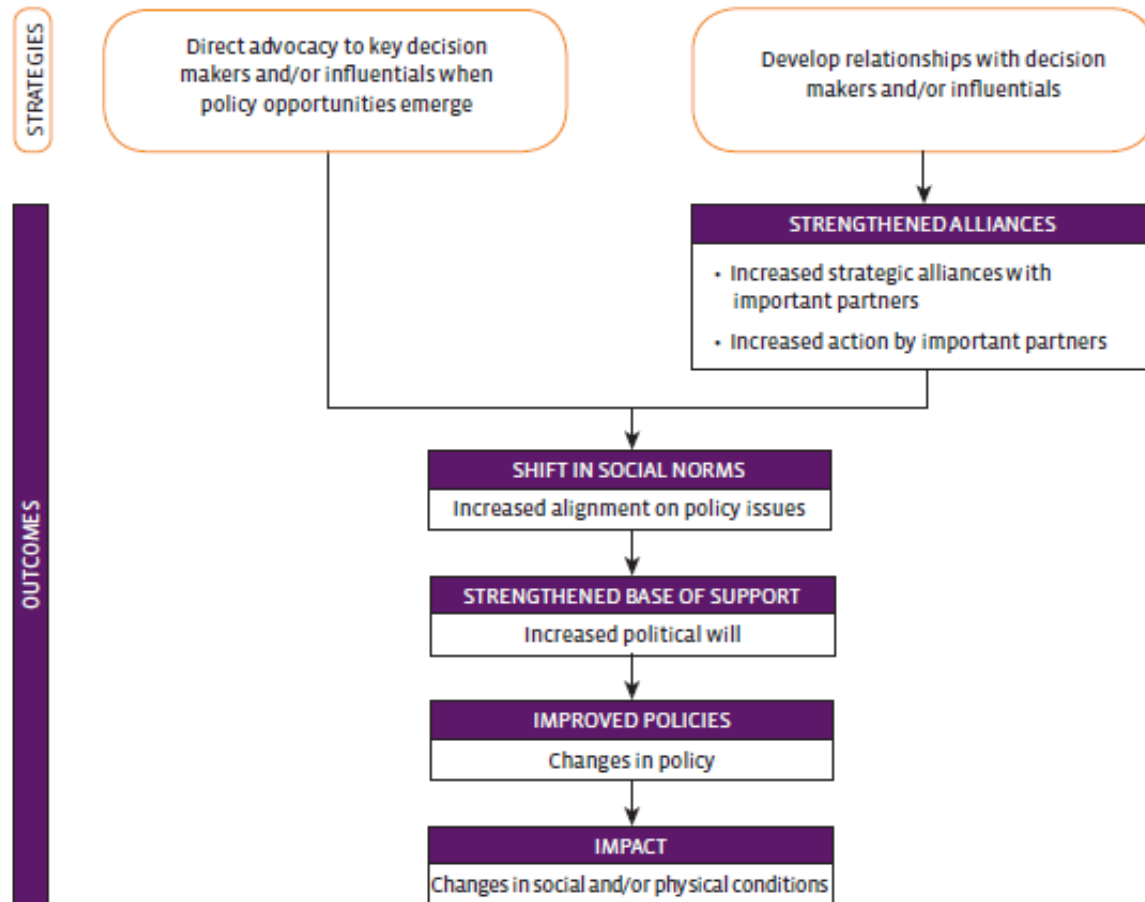 STRATEGIES
Direct advocacy to key decision
makers and/or influentials when
policy opportunities emerge
Develop relationships with decision
makers and/or influentials
OUTCOMES
STRENGTHENED ALLIANCES
• Increased strategic alliances with
important partners
• Increased action by important partners
SHIFT IN SOCIAL NORMS
Increased alignment on policy issues
STRENGTHENED BASE OF SUPPORT
Increased political will
IMPROVED POLICIES
Changes in policy
IMPACT
Changes in social and/or physical conditions